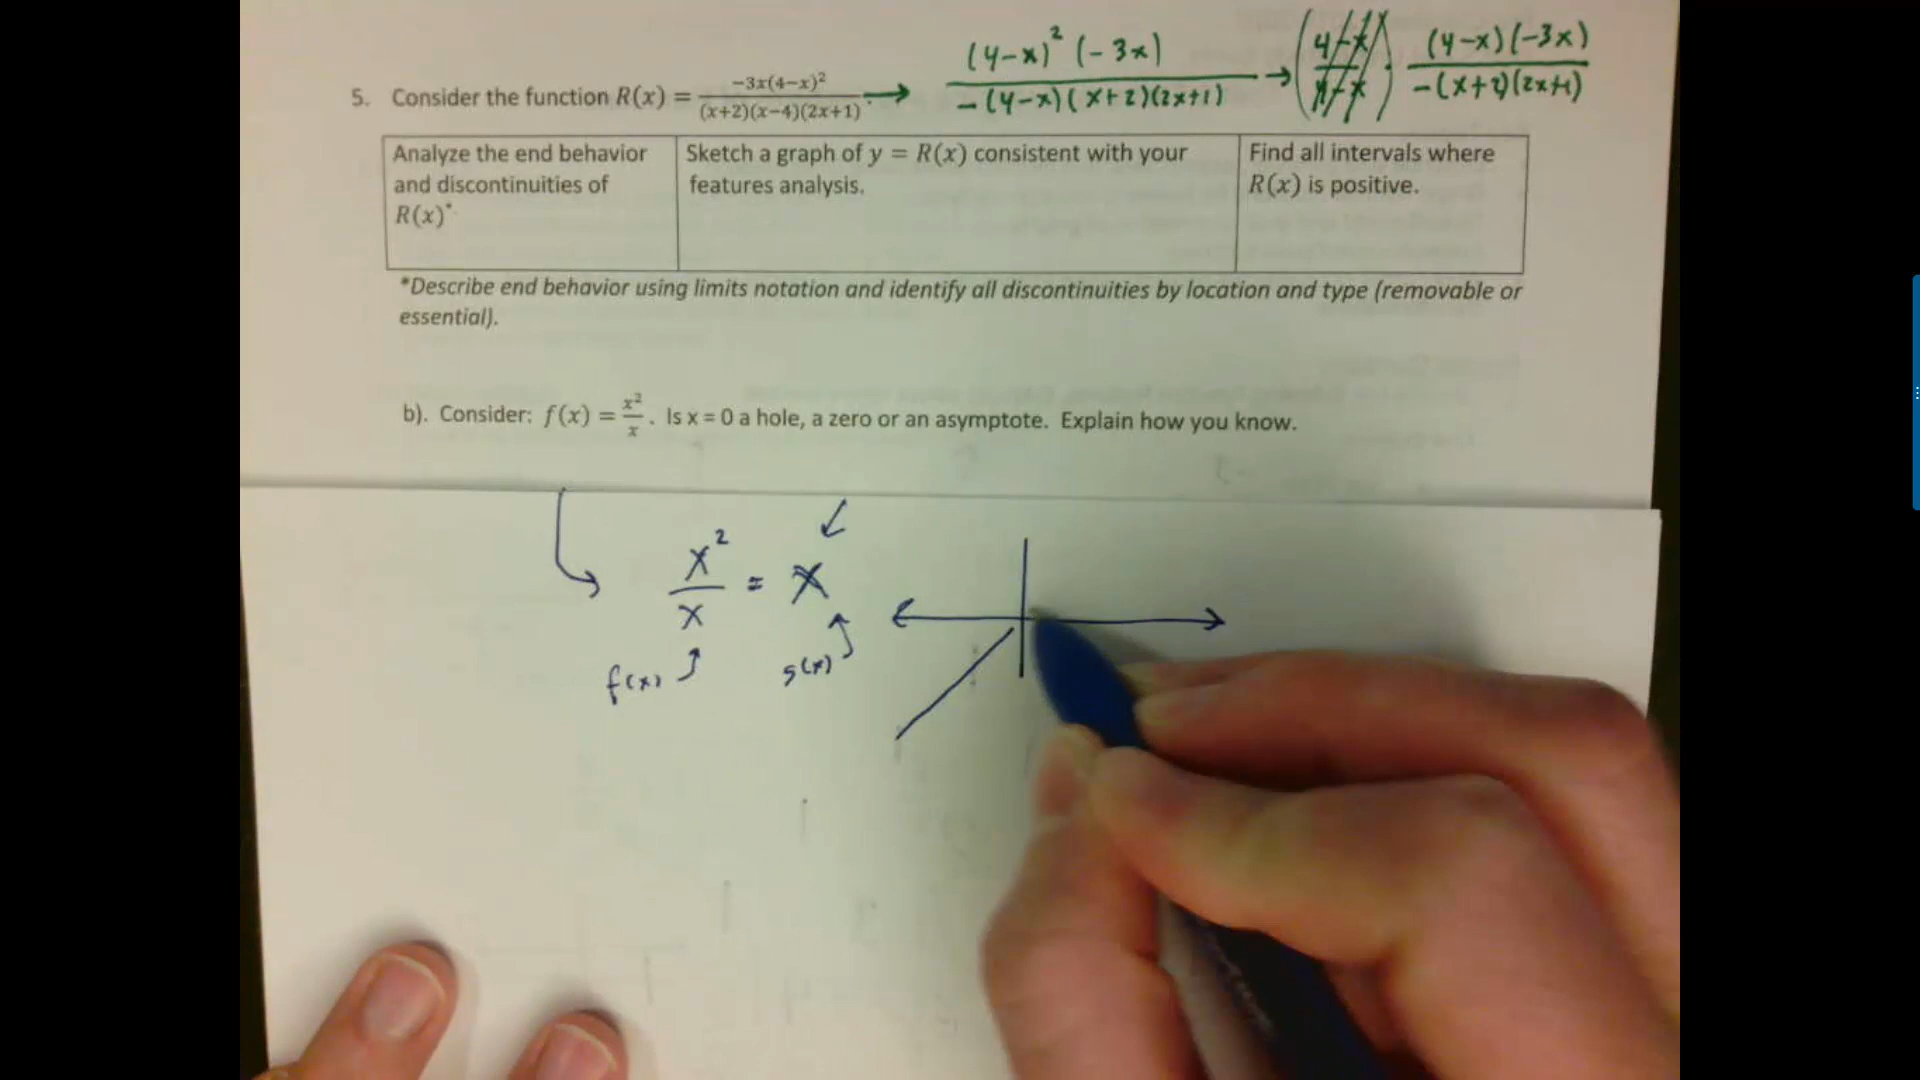 5. Consider the function R(x) = −3x(4−x)² / (x+2)(x−4)(2x+1) . → (4-x)² (-3x) / -(4-x)(x+2)(2x+1) → (4-x / 4-x) · (4-x)(-3x) / -(x+2)(2x+1)
Analyze the end behavior and discontinuities of R(x)*
Sketch a graph of y = R(x) consistent with your features analysis.
Find all intervals where R(x) is positive.
*Describe end behavior using limits notation and identify all discontinuities by location and type (removable or
essential).
b). Consider: f(x) = x² / x . Is x = 0 a hole, a zero or an asymptote. Explain how you know.
x² / x = x
f(x) g(x)